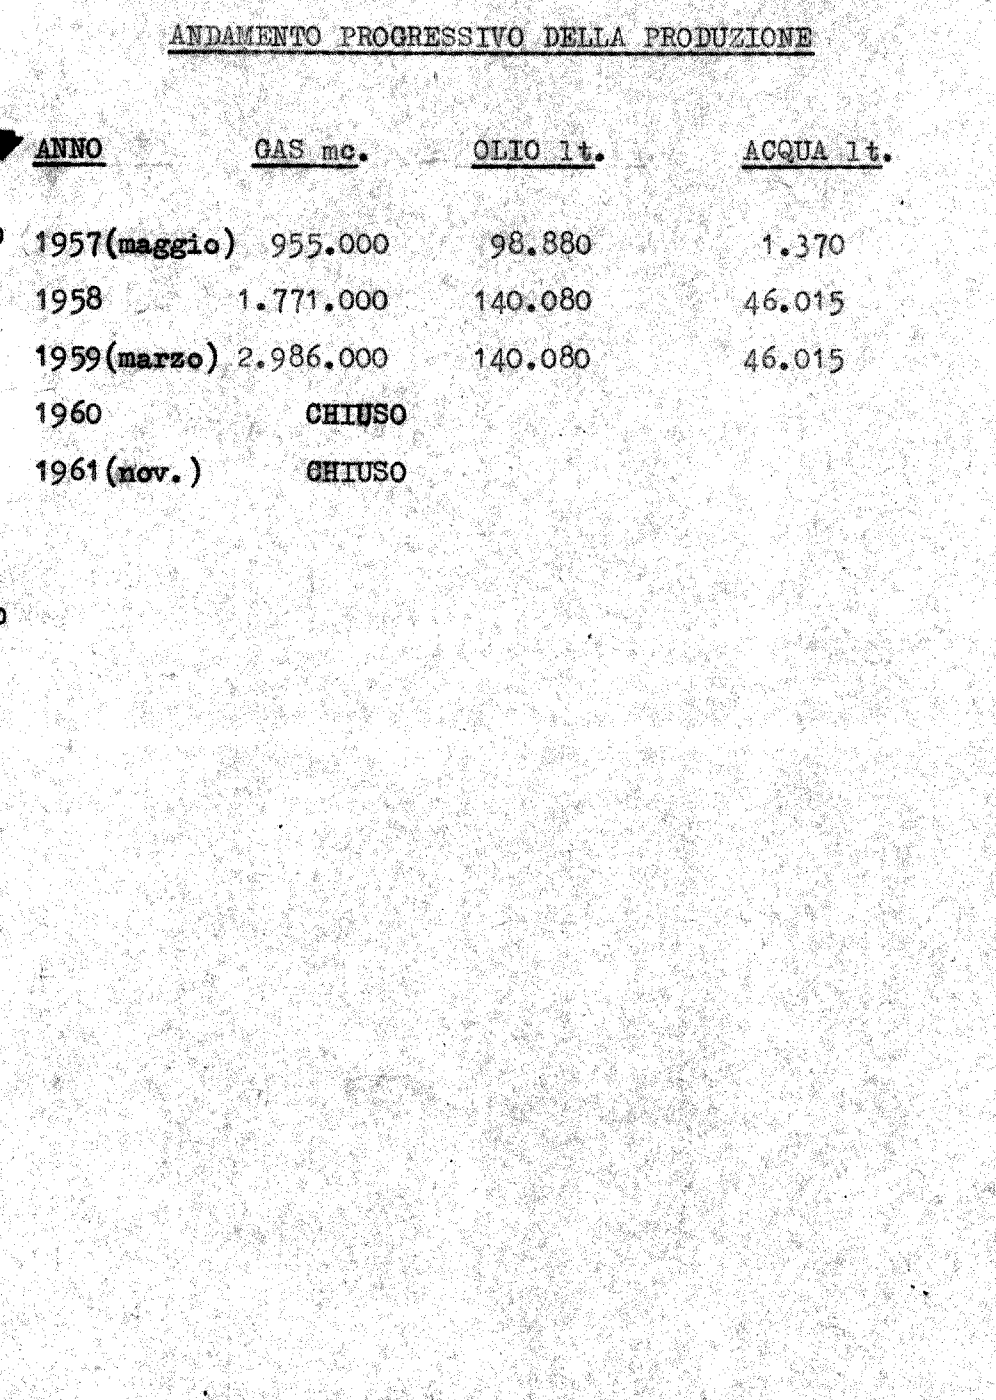 ANDAMENTO PROGRESSIVO DELLA PRODUZIONE
ANNO GAS mc. OLIO lt. ACQUA lt.
1957(maggio) 955.000 98.880 1.370
1958 1.771.000 140.080 46.015
1959(marzo) 2.986.000 140.080 46.015
1960 CHIUSO
1961(nov.) CHIUSO